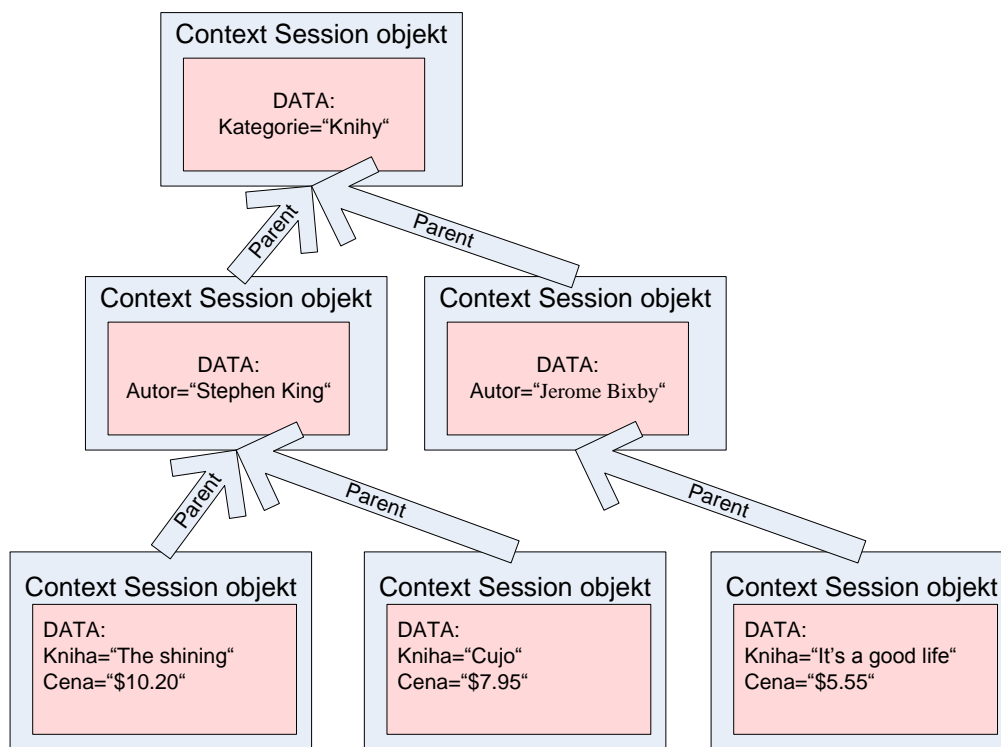 Context Session objekt
DATA:
Kategorie=“Knihy“
Parent
Parent
Context Session objekt
DATA:
Autor=“Stephen King“
Context Session objekt
DATA:
Autor=“Jerome Bixby“
Parent
Parent
Parent
Context Session objekt
DATA:
Kniha=“The shining“
Cena=“$10.20“
Context Session objekt
DATA:
Kniha=“Cujo“
Cena=“$7.95“
Context Session objekt
DATA:
Kniha=“It’s a good life“
Cena=“$5.55“